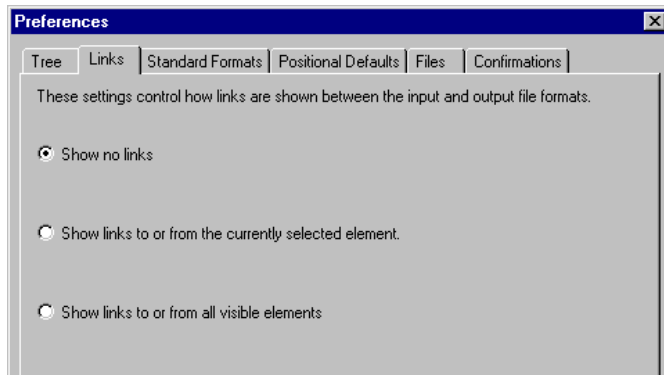 Preferences
Tree Links Standard Formats Positional Defaults Files Confirmations
These settings control how links are shown between the input and output file formats.
Show no links
Show links to or from the currently selected element.
Show links to or from all visible elements